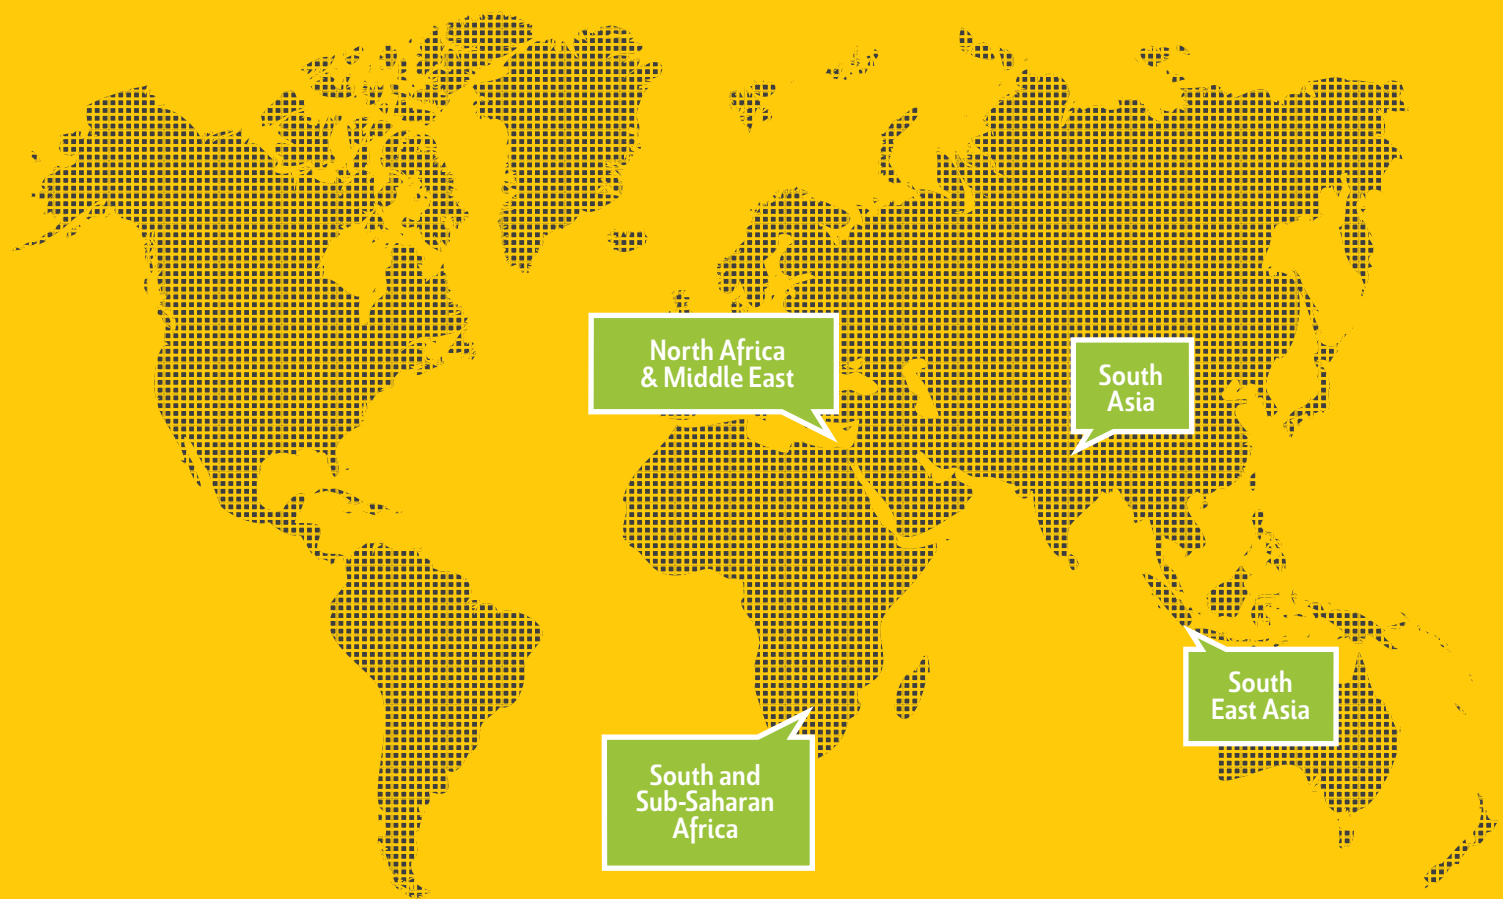 North Africa
& Middle East
South
Asia
South
East Asia
South and
Sub-Saharan
Africa